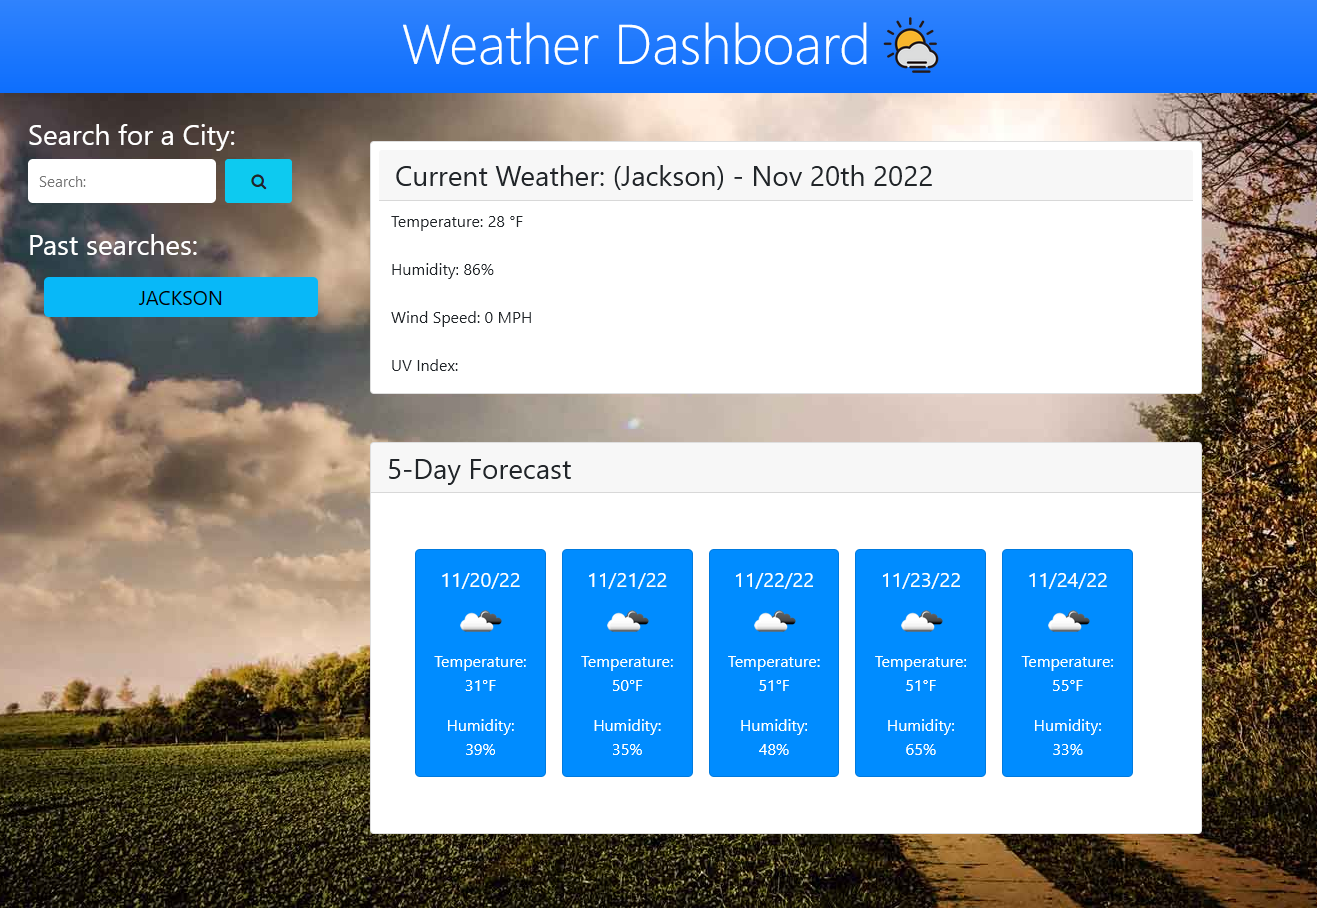 Weather Dashboard
Search for a City:
Search:
Past searches:
JACKSON
Current Weather: (Jackson) - Nov 20th 2022
Temperature: 28 °F
Humidity: 86%
Wind Speed: 0 MPH
UV Index:
5-Day Forecast
11/20/22
Temperature:
31°F
Humidity:
39%
11/21/22
Temperature:
50°F
Humidity:
35%
11/22/22
Temperature:
51°F
Humidity:
48%
11/23/22
Temperature:
51°F
Humidity:
65%
11/24/22
Temperature:
55°F
Humidity:
33%